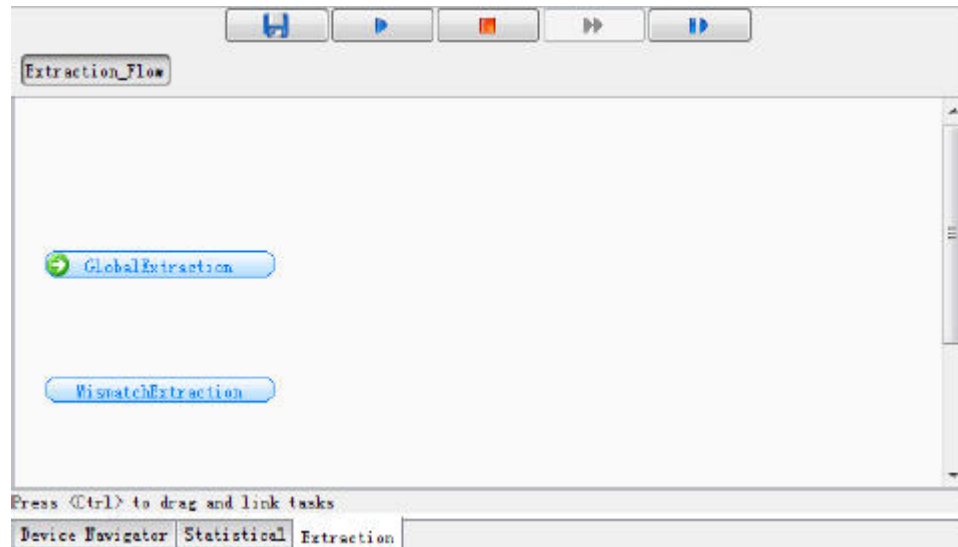 Extraction_Flow
GlobalExtraction
MismatchExtraction
Press <Ctrl> to drag and link tasks
Device Navigator Statistical Extraction